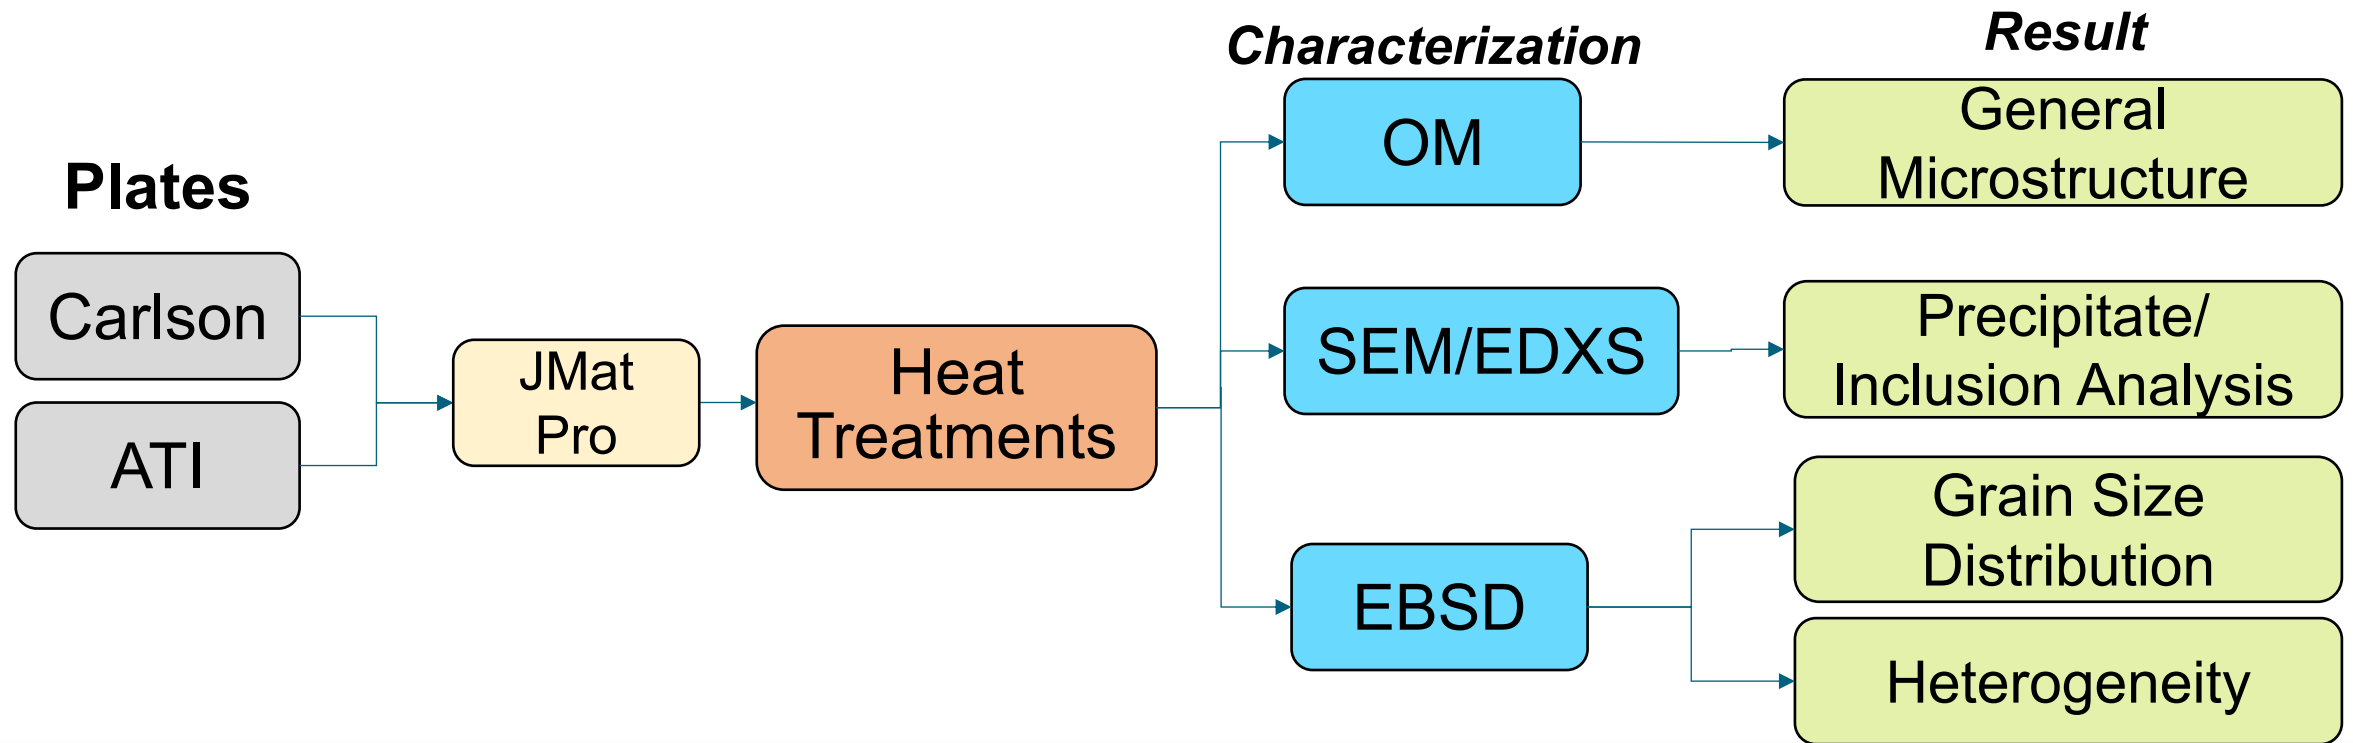 Plates
Carlson
ATI
JMat
Pro
Heat
Treatments
Characterization
OM
SEM/EDXS
EBSD
Result
General
Microstructure
Precipitate/
Inclusion Analysis
Grain Size
Distribution
Heterogeneity